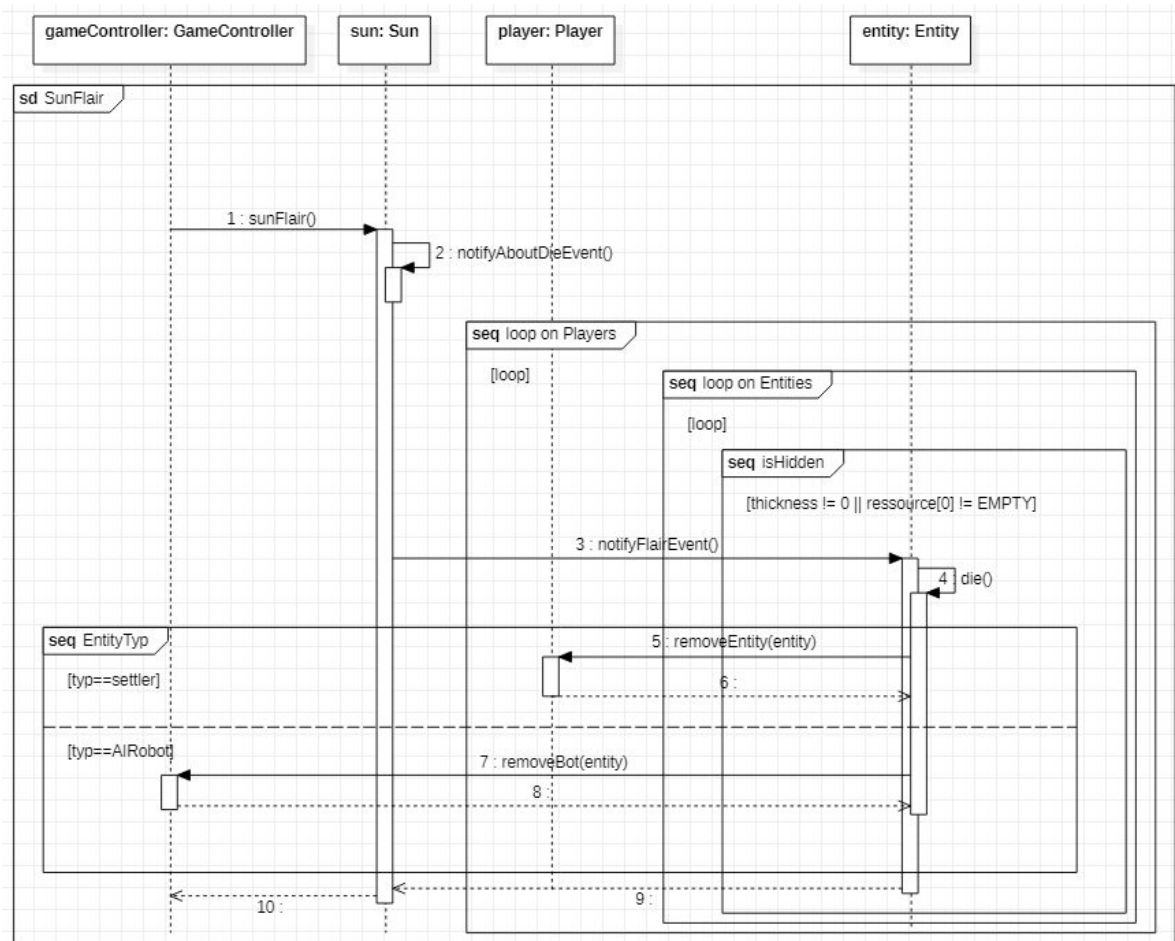 gameController: GameController
sun: Sun
player: Player
entity: Entity
sd SunFlair
1 : sunFlair()
2 : notifyAboutDieEvent()
seq loop on Players
[loop]
seq loop on Entities
[loop]
seq isHidden
[thickness != 0 || ressource[0] != EMPTY]
3 : notifyFlairEvent()
4 : die()
seq EntityTyp
5 : removeEntity(entity)
[typ==settler]
6 :
[typ==AIRobot]
7 : removeBot(entity)
8 :
9 :
10 :